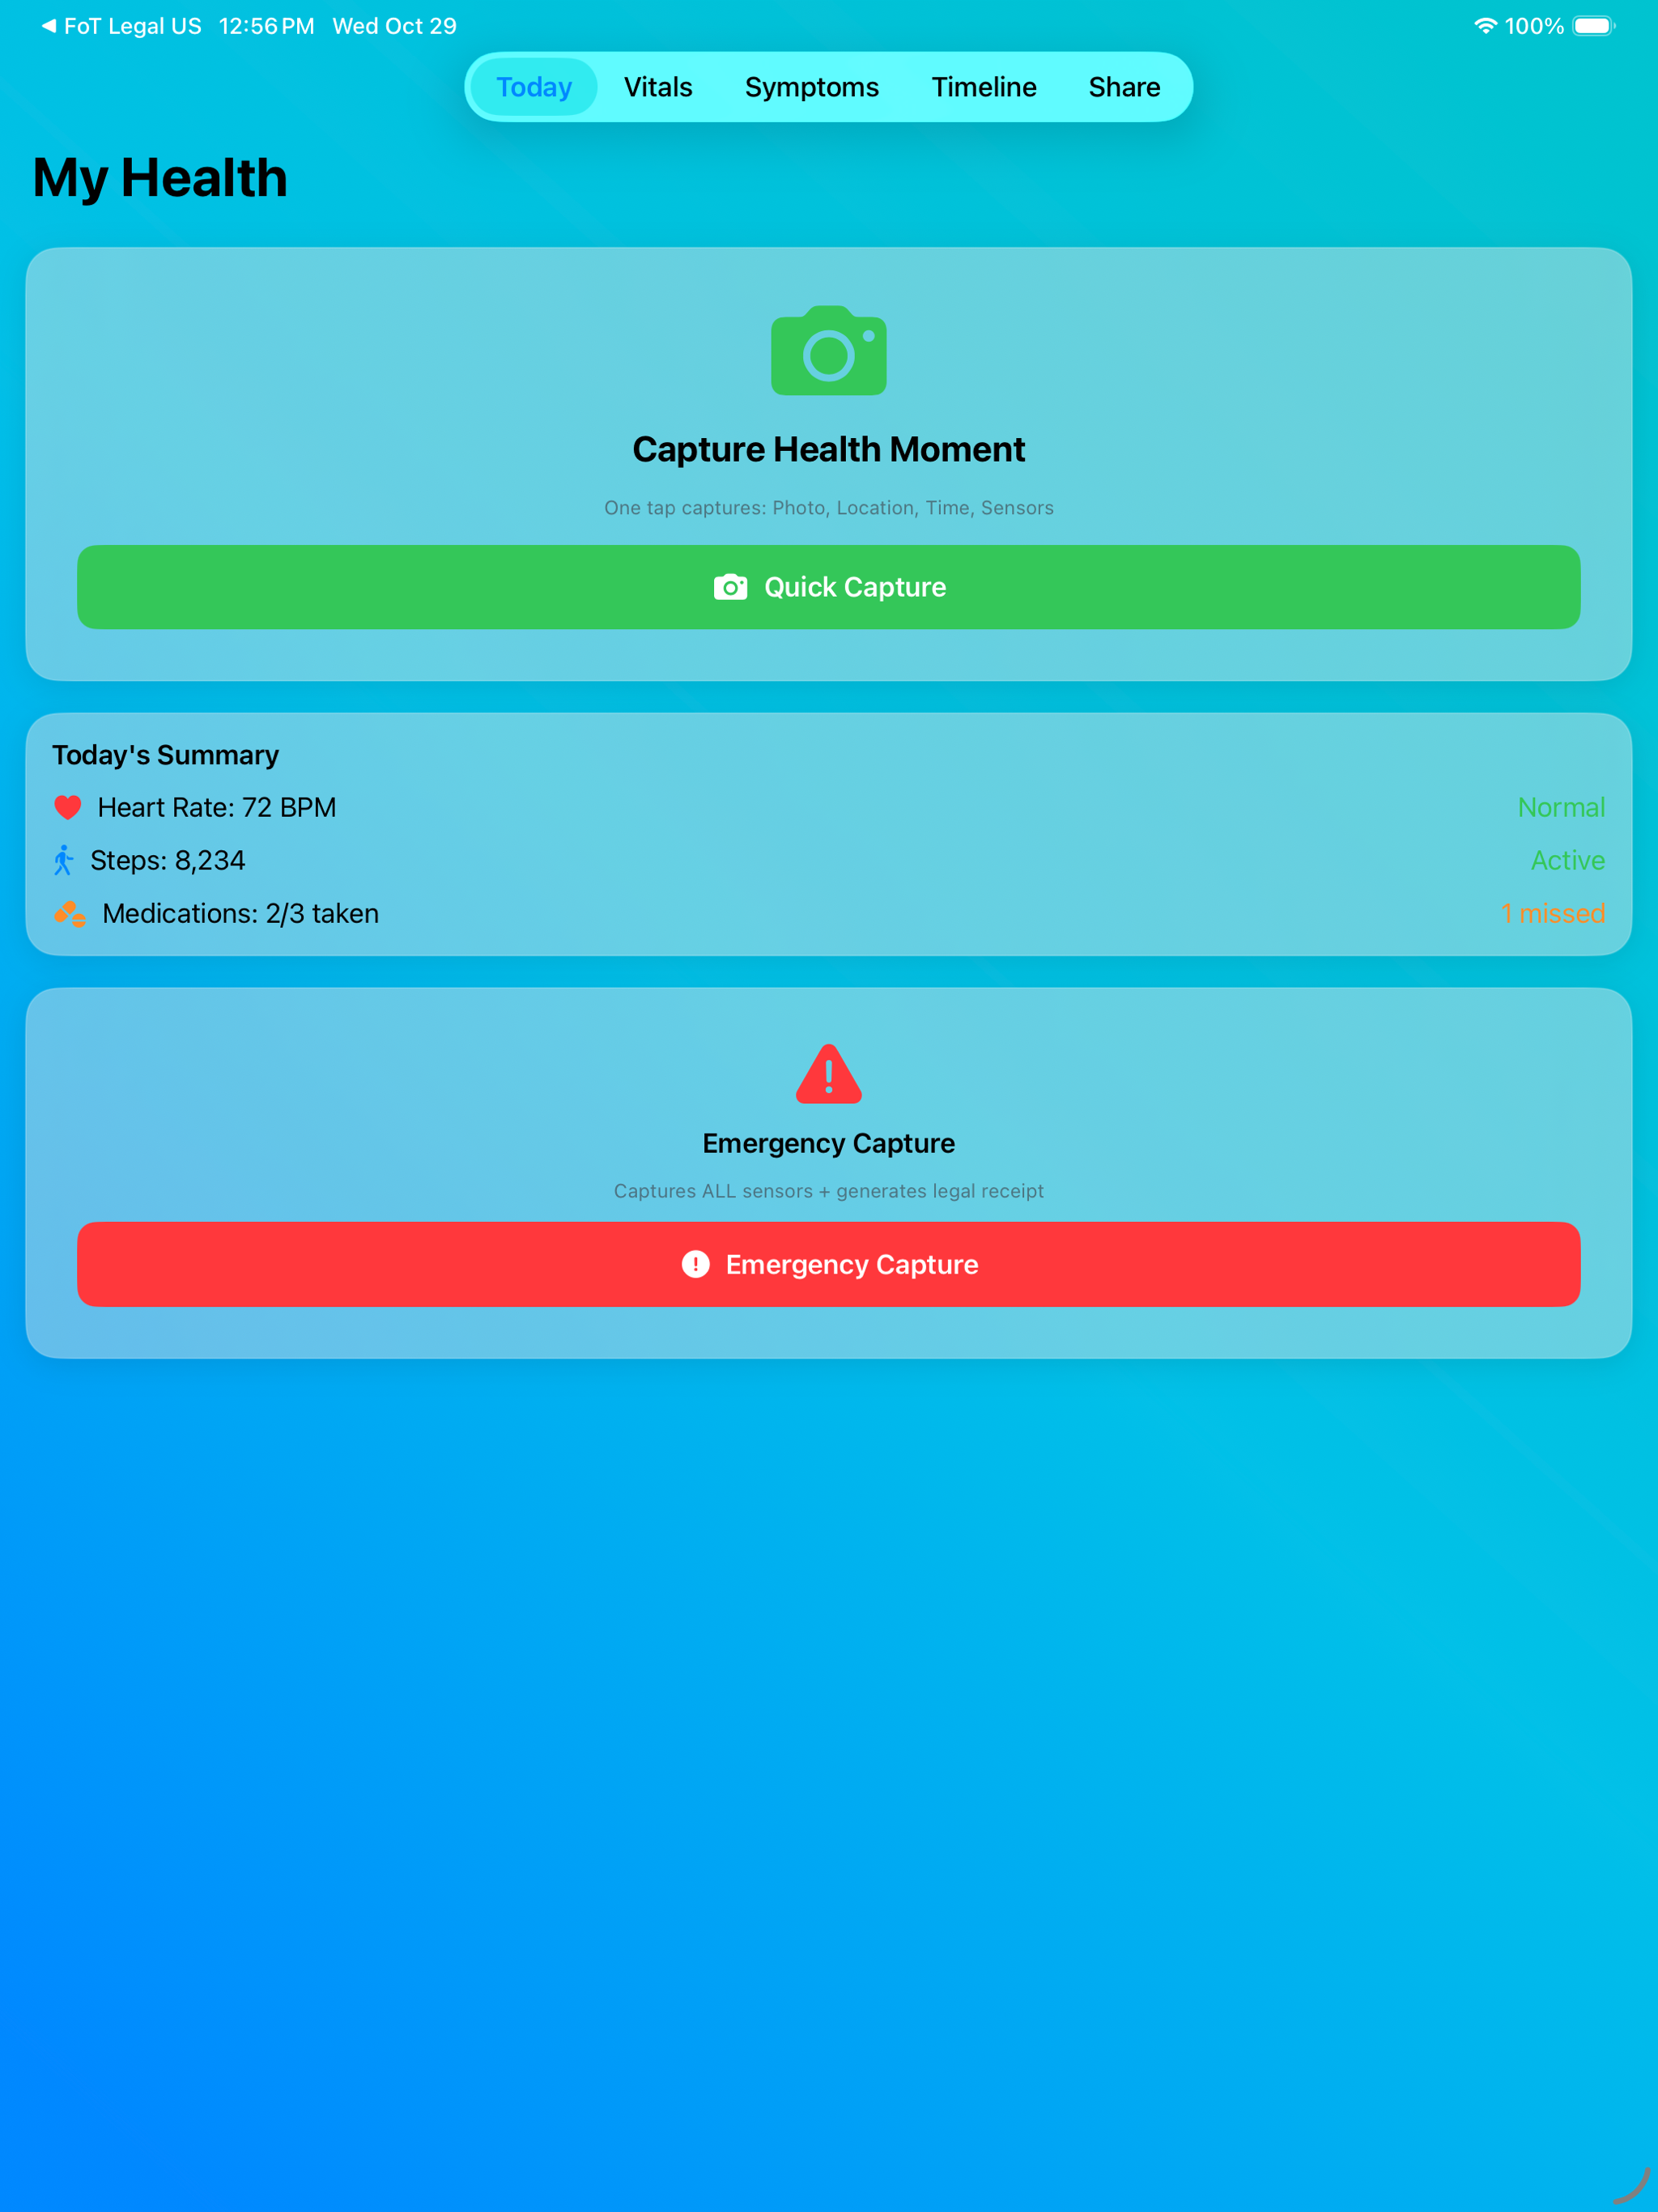 FoT Legal US 12:56 PM Wed Oct 29 100%
Today Vitals Symptoms Timeline Share
My Health
Capture Health Moment
One tap captures: Photo, Location, Time, Sensors
Quick Capture
Today's Summary
Heart Rate: 72 BPM Normal
Steps: 8,234 Active
Medications: 2/3 taken 1 missed
Emergency Capture
Captures ALL sensors + generates legal receipt
Emergency Capture